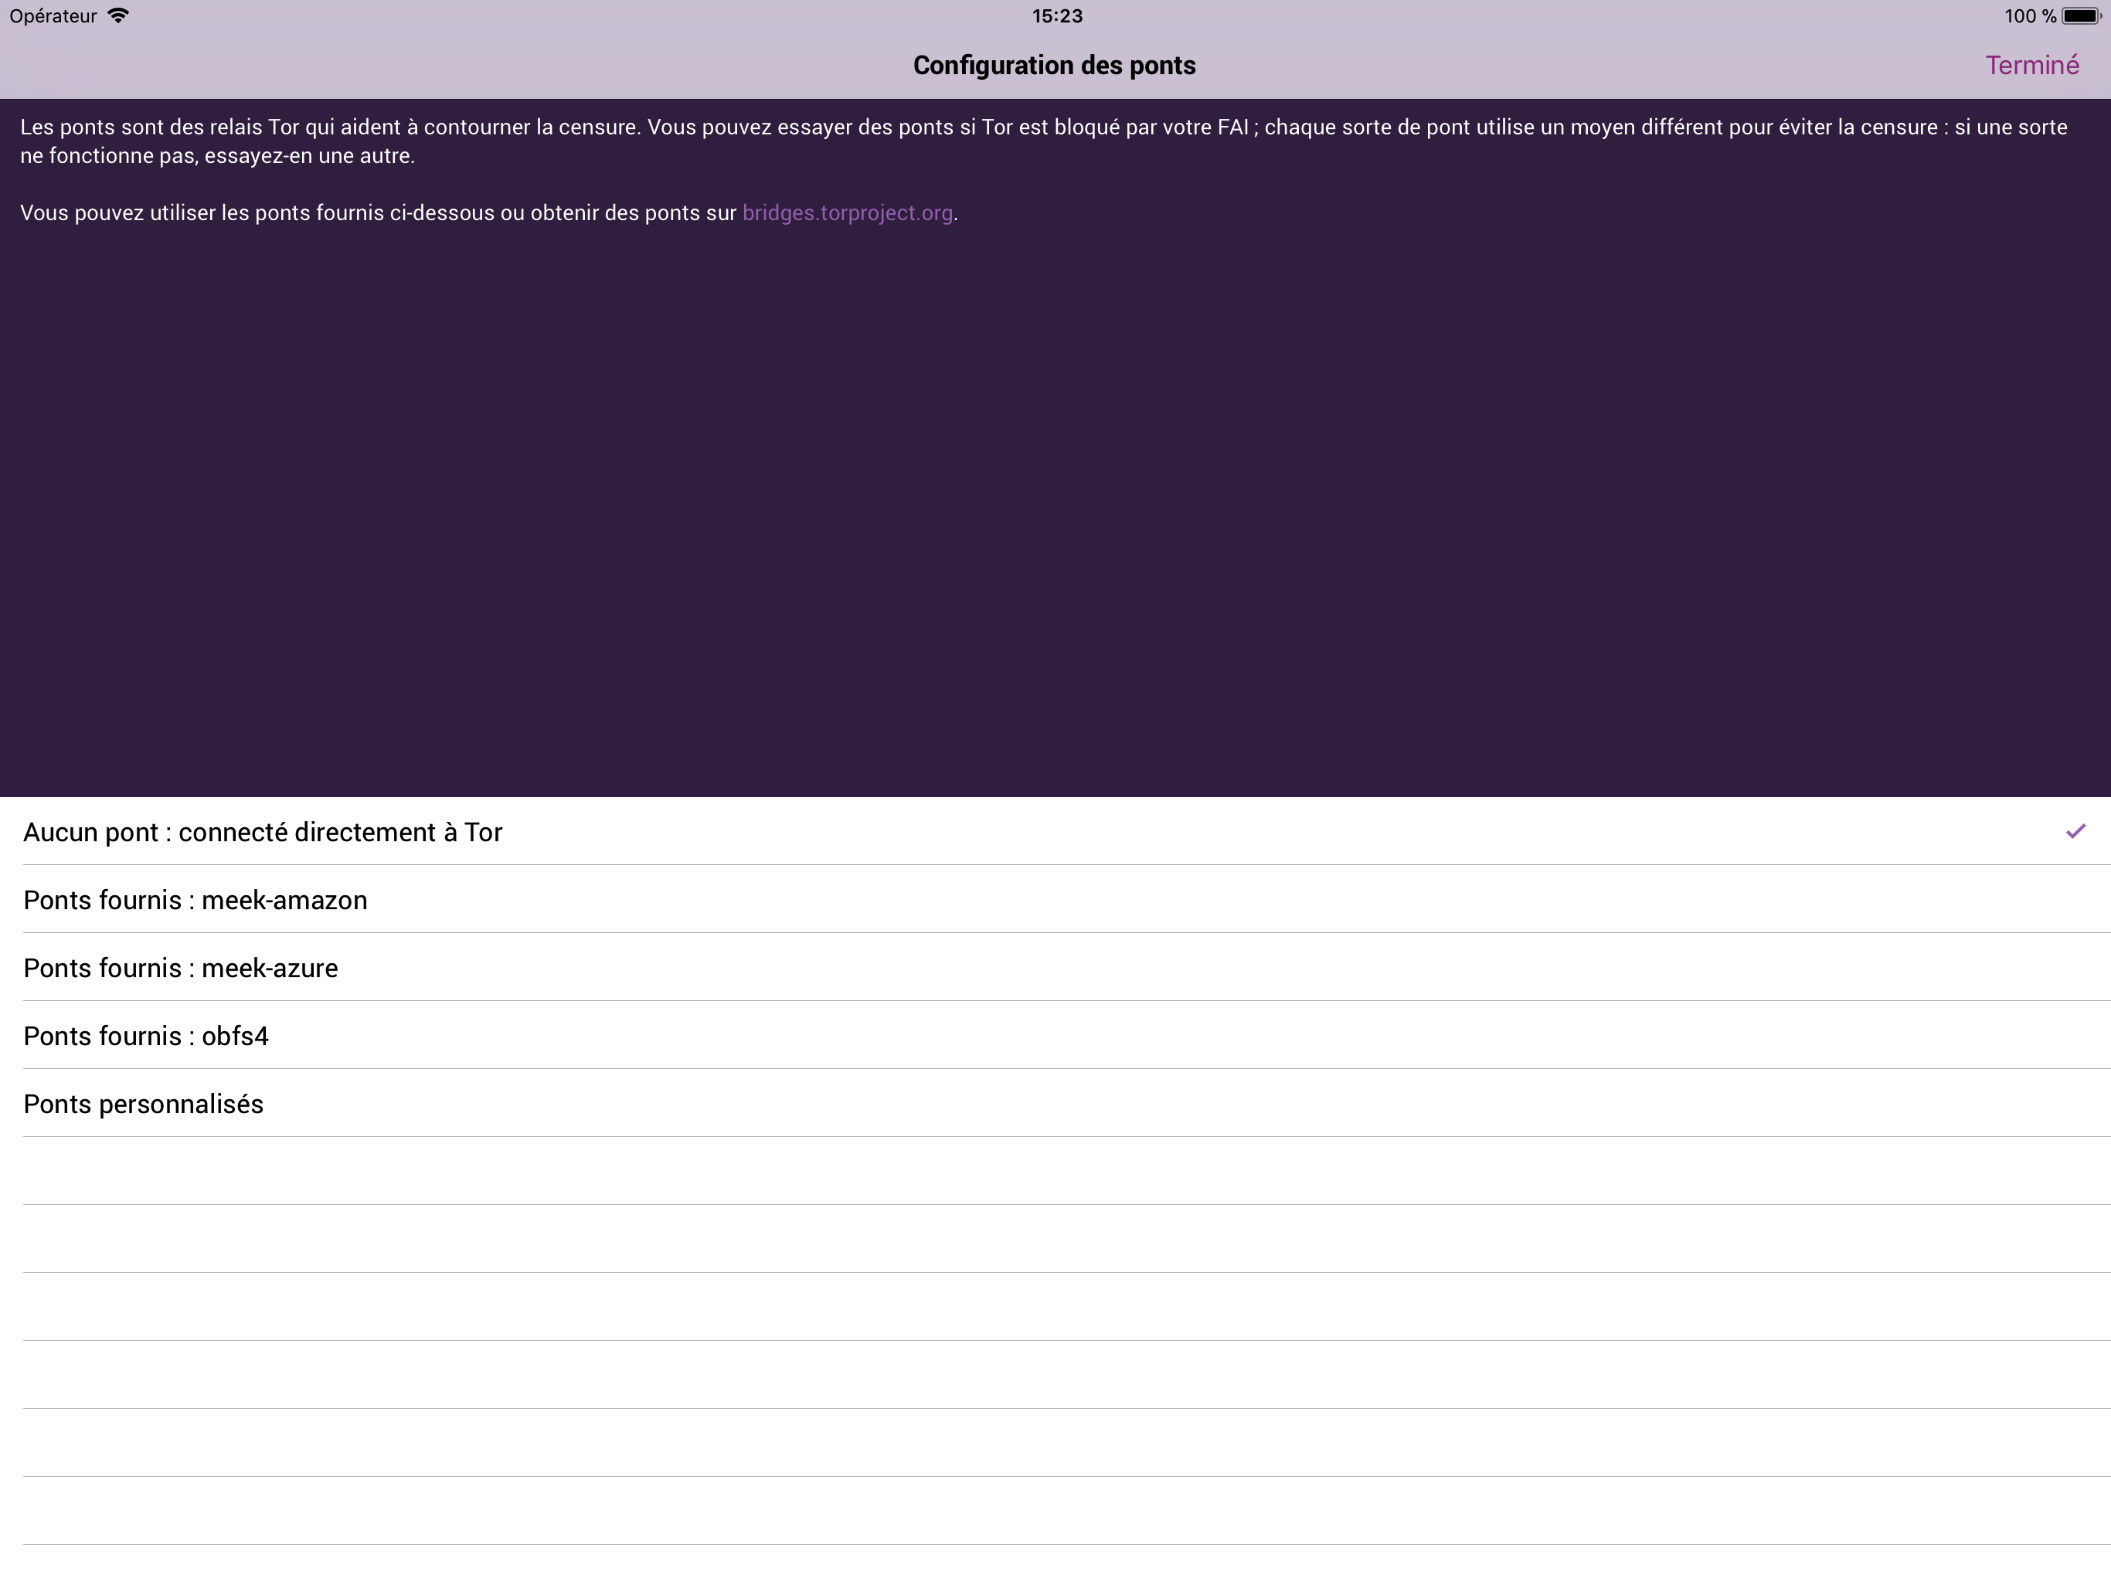 Opérateur
15:23
100 %
Configuration des ponts
Terminé
Les ponts sont des relais Tor qui aident à contourner la censure. Vous pouvez essayer des ponts si Tor est bloqué par votre FAI ; chaque sorte de pont utilise un moyen différent pour éviter la censure : si une sorte
ne fonctionne pas, essayez-en une autre.
Vous pouvez utiliser les ponts fournis ci-dessous ou obtenir des ponts sur bridges.torproject.org.
Aucun pont : connecté directement à Tor
Ponts fournis : meek-amazon
Ponts fournis : meek-azure
Ponts fournis : obfs4
Ponts personnalisés